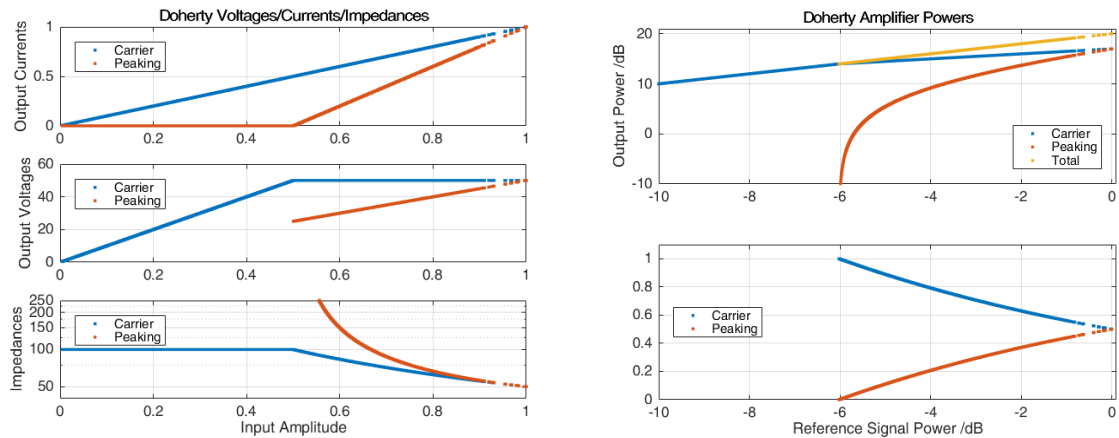 Doherty Voltages/Currents/Impedances
Output Currents
1
0.5
0
Carrier
Peaking
0
0.2
0.4
0.6
0.8
1
Output Voltages
60
40
20
0
Carrier
Peaking
0
0.2
0.4
0.6
0.8
1
Impedances
250
200
150
100
50
Carrier
Peaking
0
0.2
0.4
0.6
0.8
1
Input Amplitude
Doherty Amplifier Powers
Output Power /dB
20
10
0
-10
Carrier
Peaking
Total
-10
-8
-6
-4
-2
0
1
0.8
0.6
0.4
0.2
0
Carrier
Peaking
-10
-8
-6
-4
-2
0
Reference Signal Power /dB